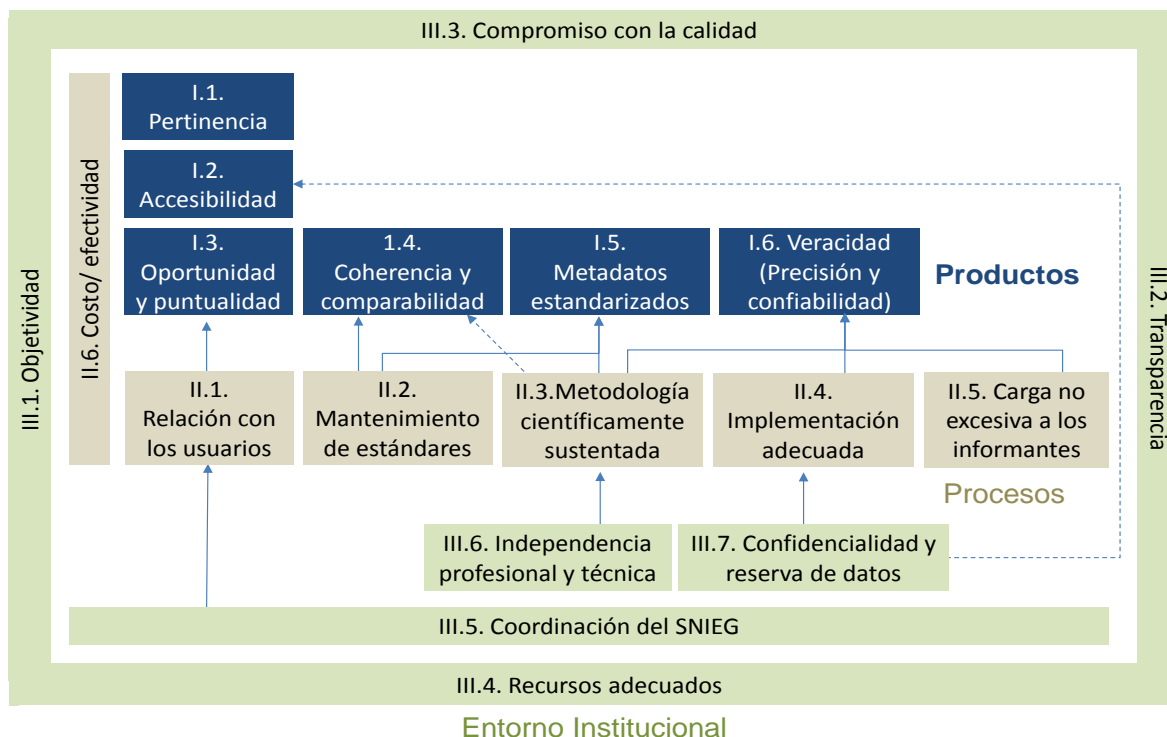 III.3. Compromiso con la calidad
III.1. Objetividad
II.6. Costo/ efectividad
I.1.
Pertinencia
I.2.
Accesibilidad
I.3.
Oportunidad
y puntualidad
1.4.
Coherencia y
comparabilidad
I.5.
Metadatos
estandarizados
I.6. Veracidad
(Precisión y
confiabilidad)
Productos
III.2. Transparencia
II.1.
Relación con
los usuarios
II.2.
Mantenimiento
de estándares
II.3.Metodología
científicamente
sustentada
II.4.
Implementación
adecuada
II.5. Carga no
excesiva a los
informantes
Procesos
III.6. Independencia
profesional y técnica
III.7. Confidencialidad y
reserva de datos
III.5. Coordinación del SNIEG
III.4. Recursos adecuados
Entorno Institucional